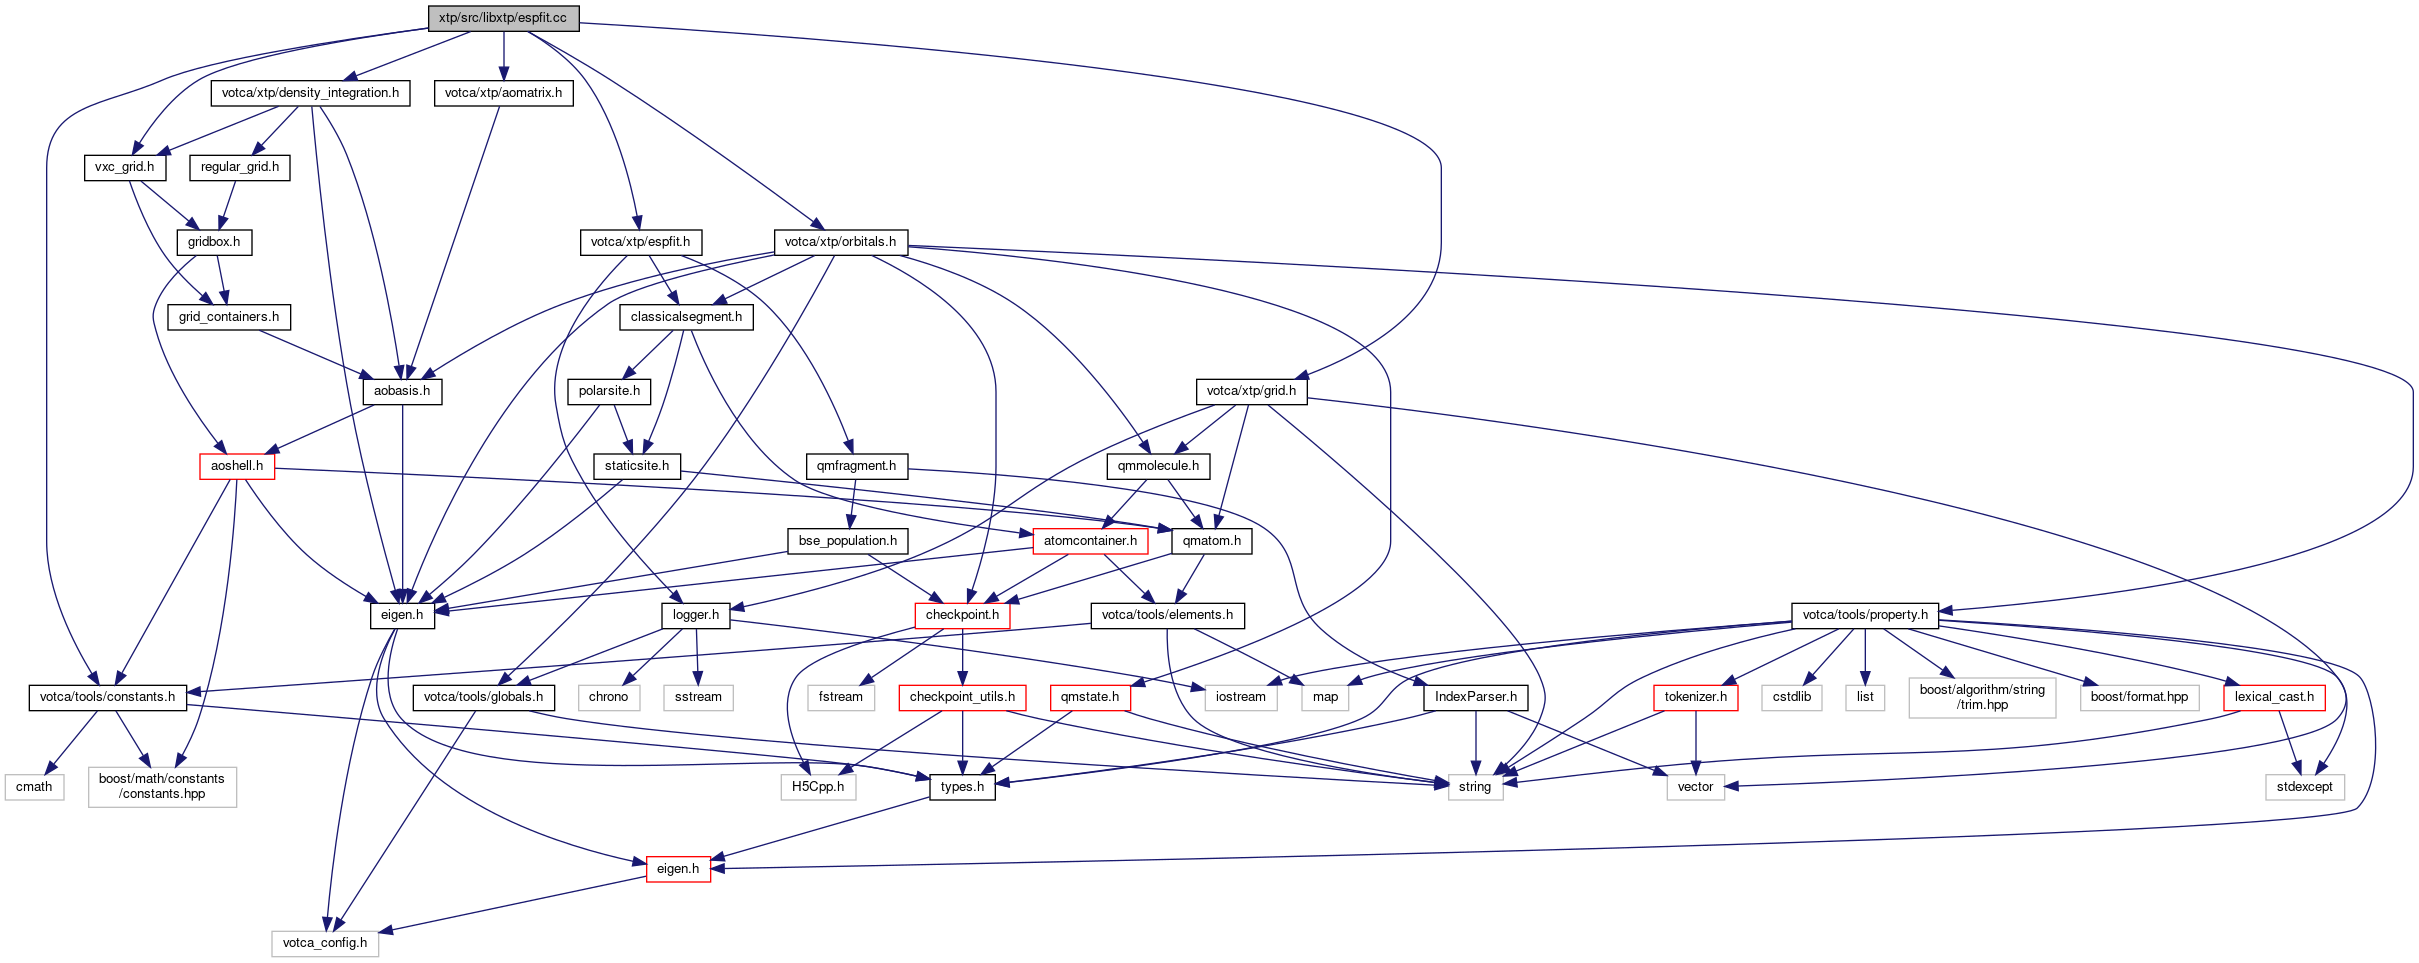 xtp/src/libxtp/espfit.cc
votca/xtp/density_integration.h
votca/xtp/aomatrix.h
vxc_grid.h
regular_grid.h
gridbox.h
votca/xtp/espfit.h
votca/xtp/orbitals.h
grid_containers.h
classicalsegment.h
aobasis.h
polarsite.h
votca/xtp/grid.h
aoshell.h
staticsite.h
qmfragment.h
qmmolecule.h
bse_population.h
atomcontainer.h
qmatom.h
eigen.h
logger.h
checkpoint.h
votca/tools/elements.h
votca/tools/property.h
votca/tools/constants.h
votca/tools/globals.h
chrono
sstream
fstream
checkpoint_utils.h
qmstate.h
iostream
map
IndexParser.h
tokenizer.h
cstdlib
list
boost/algorithm/string
/trim.hpp
boost/format.hpp
lexical_cast.h
cmath
boost/math/constants
/constants.hpp
H5Cpp.h
types.h
string
vector
stdexcept
eigen.h
votca_config.h